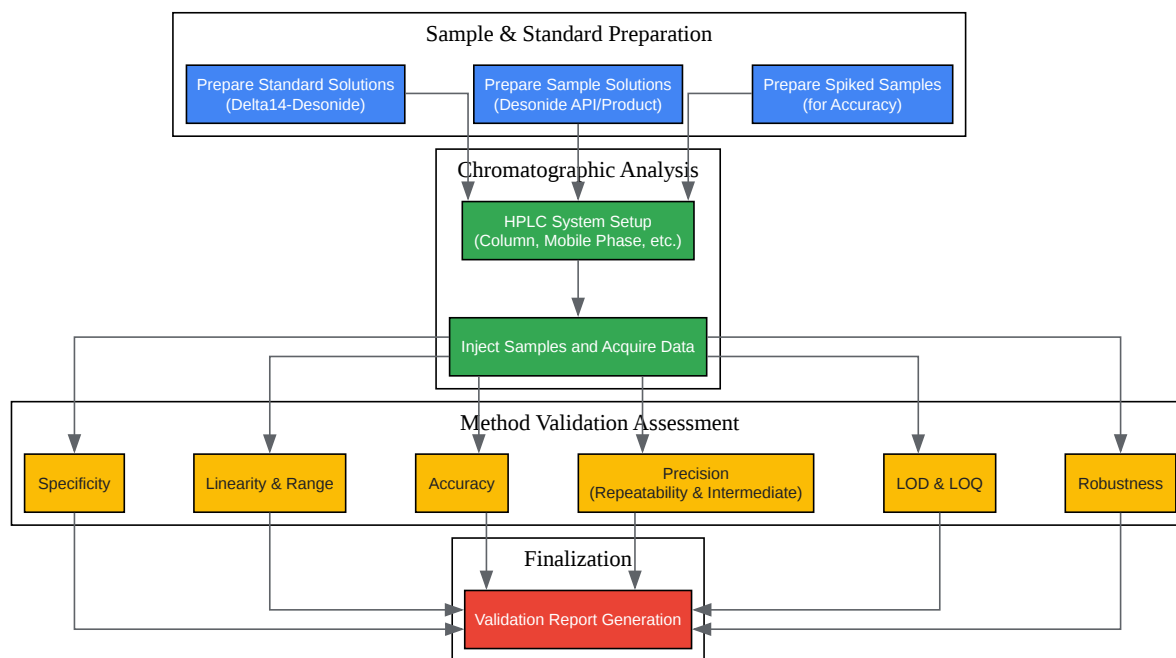 Sample & Standard Preparation
Prepare Standard Solutions
(Delta14-Desonide)
Prepare Sample Solutions
(Desonide API/Product)
Prepare Spiked Samples
(for Accuracy)
Chromatographic Analysis
HPLC System Setup
(Column, Mobile Phase, etc.)
Inject Samples and Acquire Data
Method Validation Assessment
Specificity
Linearity & Range
Accuracy
Precision
(Repeatability & Intermediate)
LOD & LOQ
Robustness
Finalization
Validation Report Generation